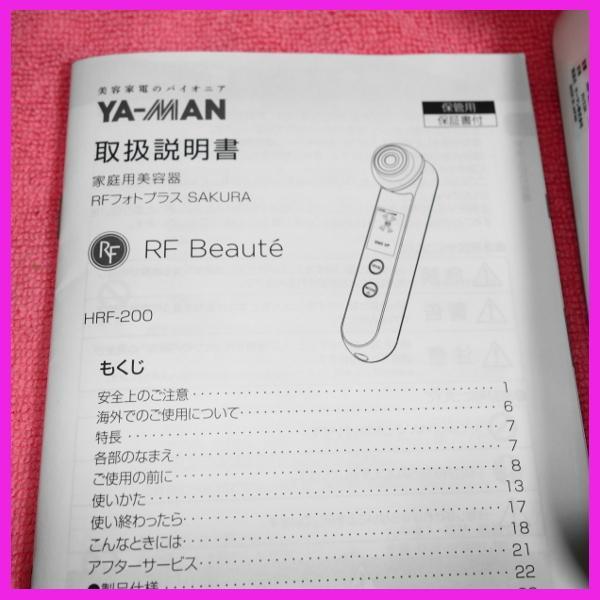 美容家電のパイオニア
YA-MAN
保管用
保証書付
取扱説明書
家庭用美容器
RFフォトプラス SAKURA
RF
RF Beauté
HRF-200
もくじ
安全上のご注意 1
海外でのご使用について 6
特長 7
各部のなまえ 7
ご使用の前に 8
使いかた 13
使い終わったら 17
こんなときには 18
アフターサービス 21
●製品仕様 22